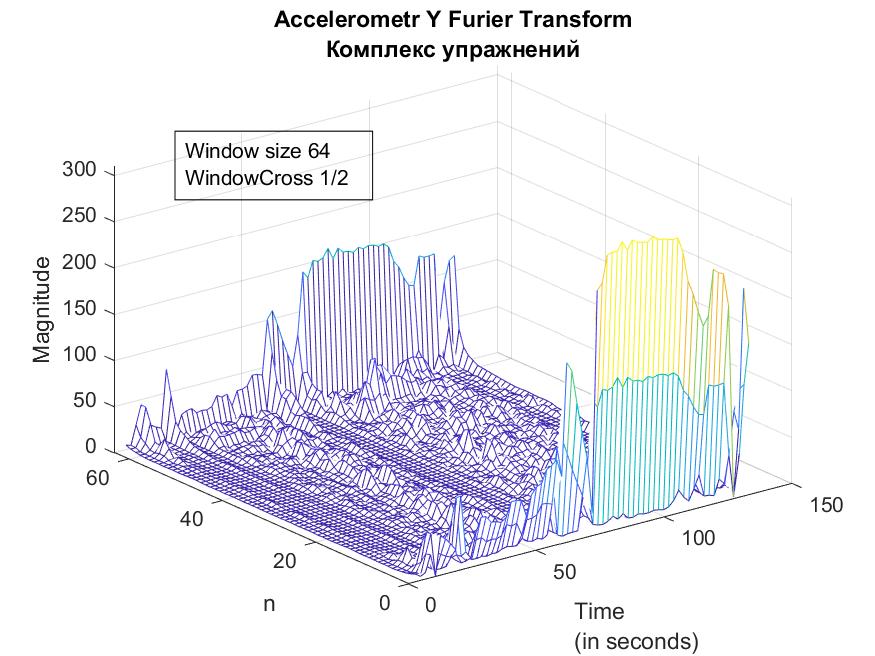 Accelerometr Y Furier Transform
Комплекс упражнений
Window size 64
WindowCross 1/2
300
250
200
150
100
50
0
Magnitude
60
40
20
0
n
0
50
100
150
Time
(in seconds)